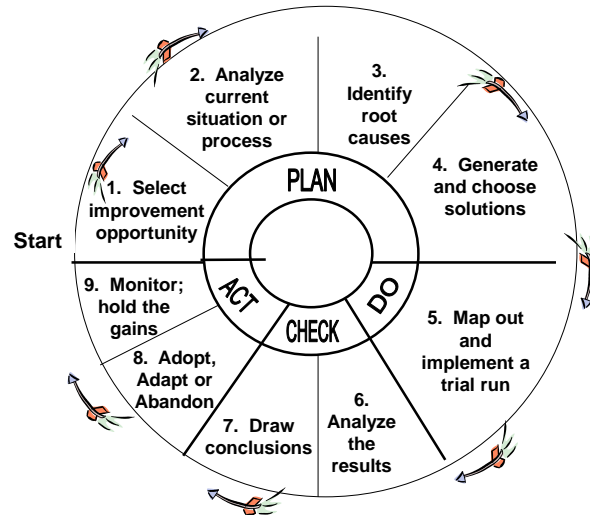 Start
1. Select
improvement
opportunity
2. Analyze
current
situation or
process
3.
Identify
root
causes
4. Generate
and choose
solutions
5. Map out
and
implement a
trial run
6.
Analyze
the
results
7. Draw
conclusions
8. Adopt,
Adapt or
Abandon
9. Monitor;
hold the
gains
PLAN
DO
CHECK
ACT